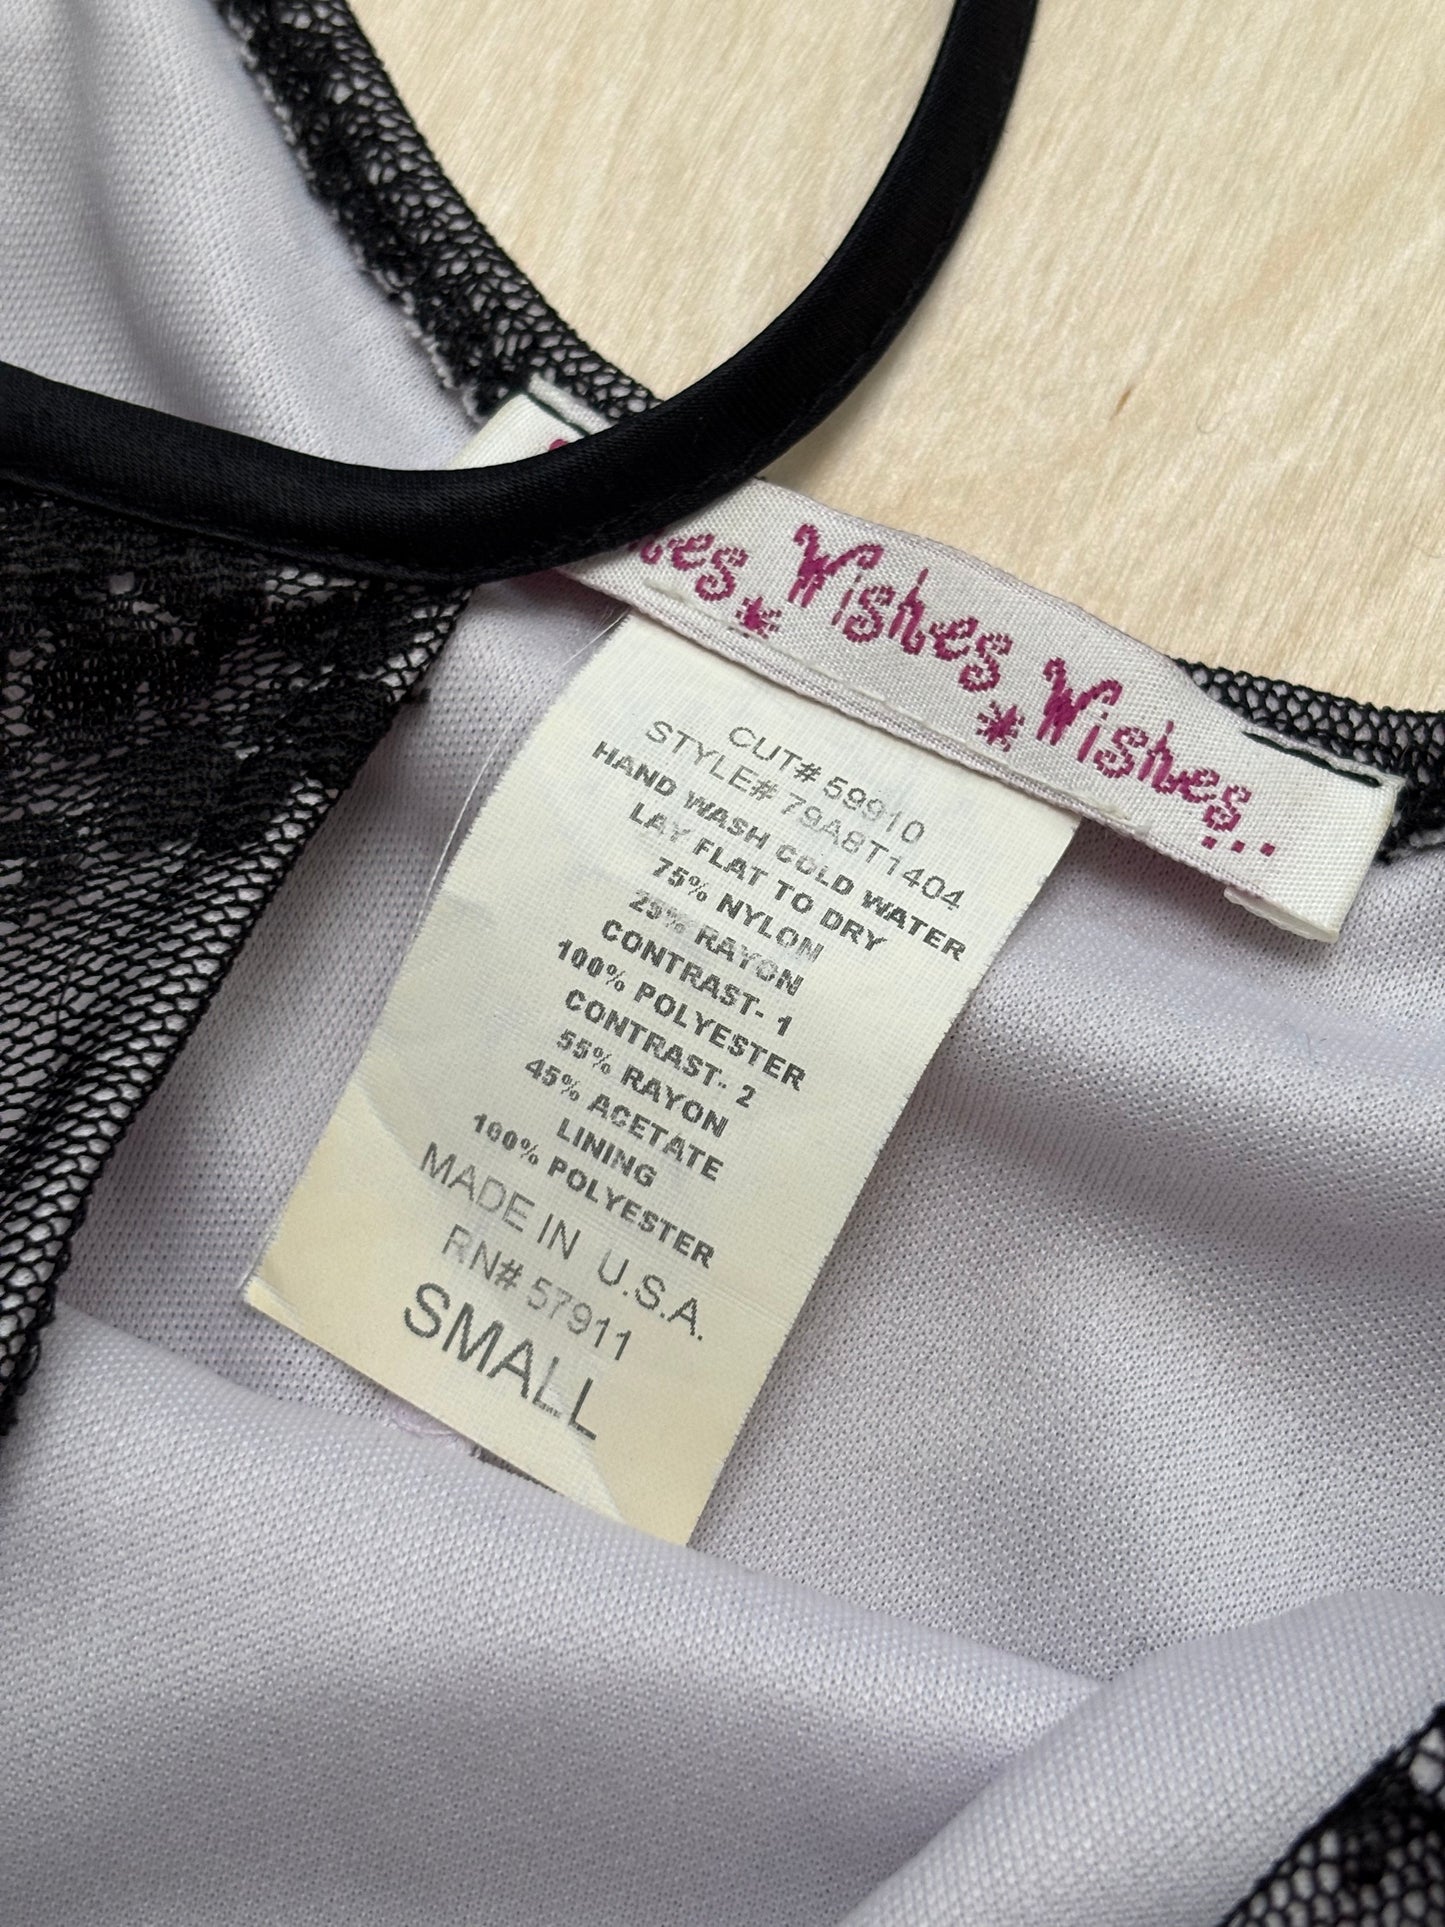 Wishes Wishes...
CUT# 59910
STYLE# 79A8T1404
HAND WASH COLD WATER
LAY FLAT TO DRY
75% NYLON
25% RAYON
CONTRAST- 1
100% POLYESTER
CONTRAST- 2
55% RAYON
45% ACETATE
LINING
100% POLYESTER
MADE IN U.S.A.
RN# 57911
SMALL